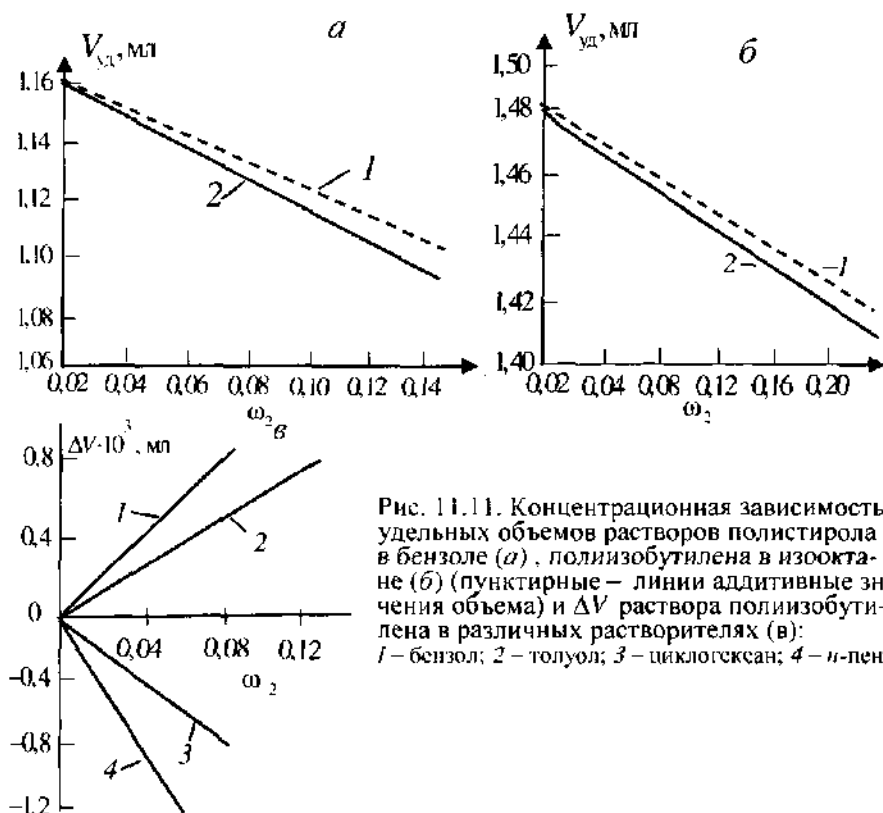 а
V уд, мл
1,16
1,14
1,12
1,10
1,08
1,06
0,02 0,04 0,06 0,08 0,10 0,12 0,14
ω2
1
2
б
V уд, мл
1,50
1,48
1,46
1,44
1,42
1,40
0,02 0,04 0,12 0,16 0,20
ω2
1
2
в
ΔV·10³, мл
0,8
0,4
0
-0,4
-0,8
-1,2
0,04 0,08 0,12
ω2
1
2
3
4
Рис. 11.11. Концентрационная зависимость
удельных объемов растворов полистирола
в бензоле (а) , полиизобутилена в изоокта-
не (б) (пунктирные – линии аддитивные зн
чения объема) и ΔV раствора полиизобути-
лена в различных растворителях (в):
1 – бензол; 2 – толуол; 3 – циклогексан; 4 – н-пен